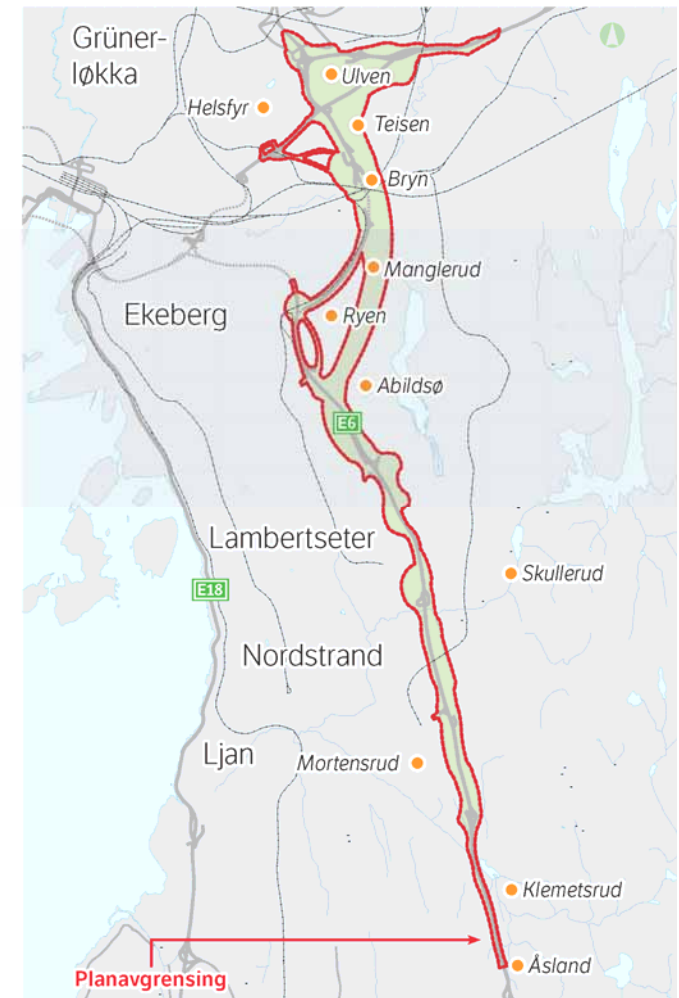 Grüner-
løkka
Ulven
Helsfyr
Teisen
Bryn
Manglerud
Ekeberg
Ryen
Abildsø
E6
Lambertseter
Skullerud
E18
Nordstrand
Ljan
Mortensrud
Klemetsrud
Åsland
Planavgrensing